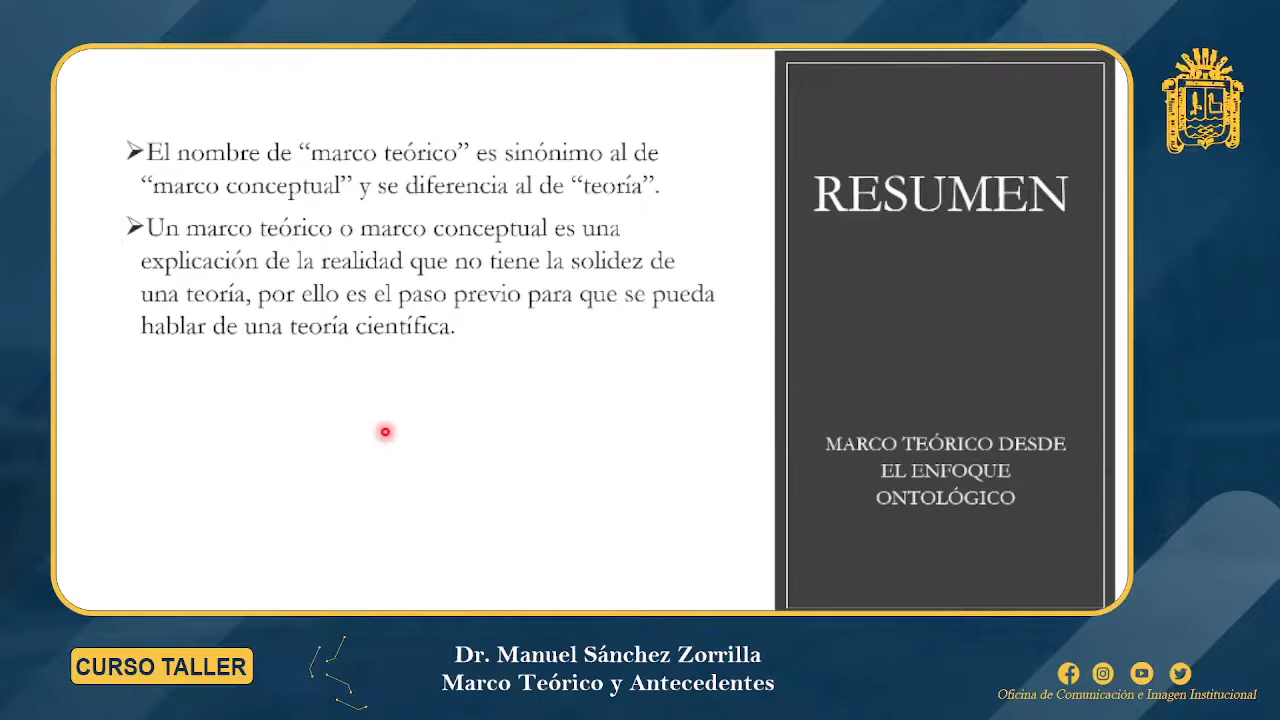 ➢El nombre de “marco teórico” es sinónimo al de
“marco conceptual” y se diferencia al de “teoría”.
➢Un marco teórico o marco conceptual es una
explicación de la realidad que no tiene la solidez de
una teoría, por ello es el paso previo para que se pueda
hablar de una teoría científica.
RESUMEN
MARCO TEÓRICO DESDE
EL ENFOQUE
ONTOLÓGICO
CURSO TALLER
Dr. Manuel Sánchez Zorrilla
Marco Teórico y Antecedentes
Oficina de Comunicación e Imagen Institucional